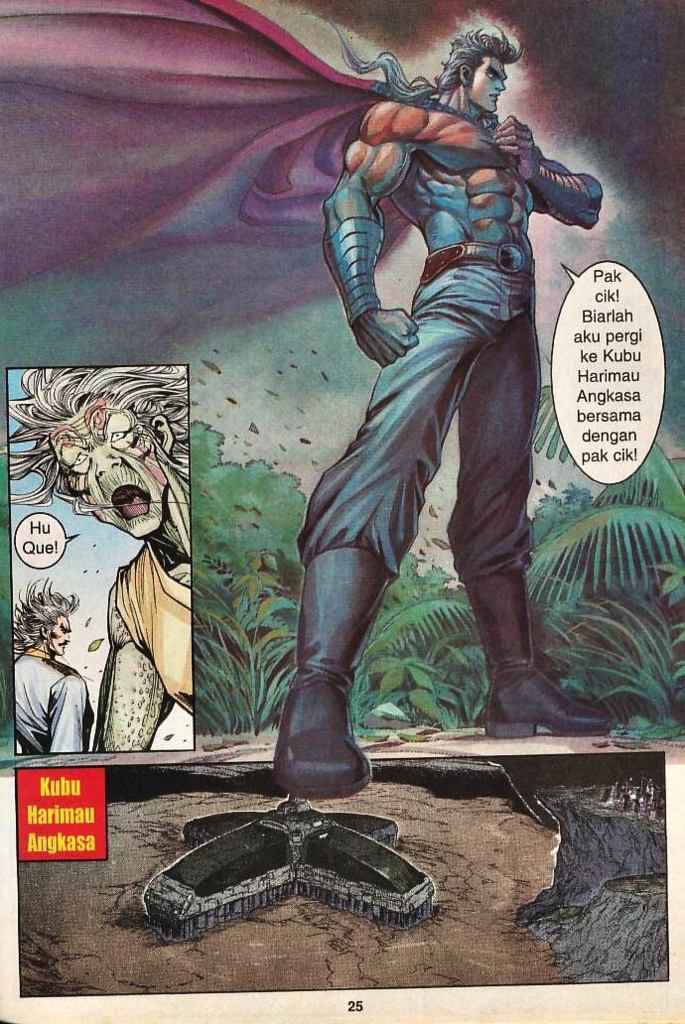 Pak
cik!
Biarlah
aku pergi
ke Kubu
Harimau
Angkasa
bersama
dengan
pak cik!
Hu
Que!
Kubu
Harimau
Angkasa
25